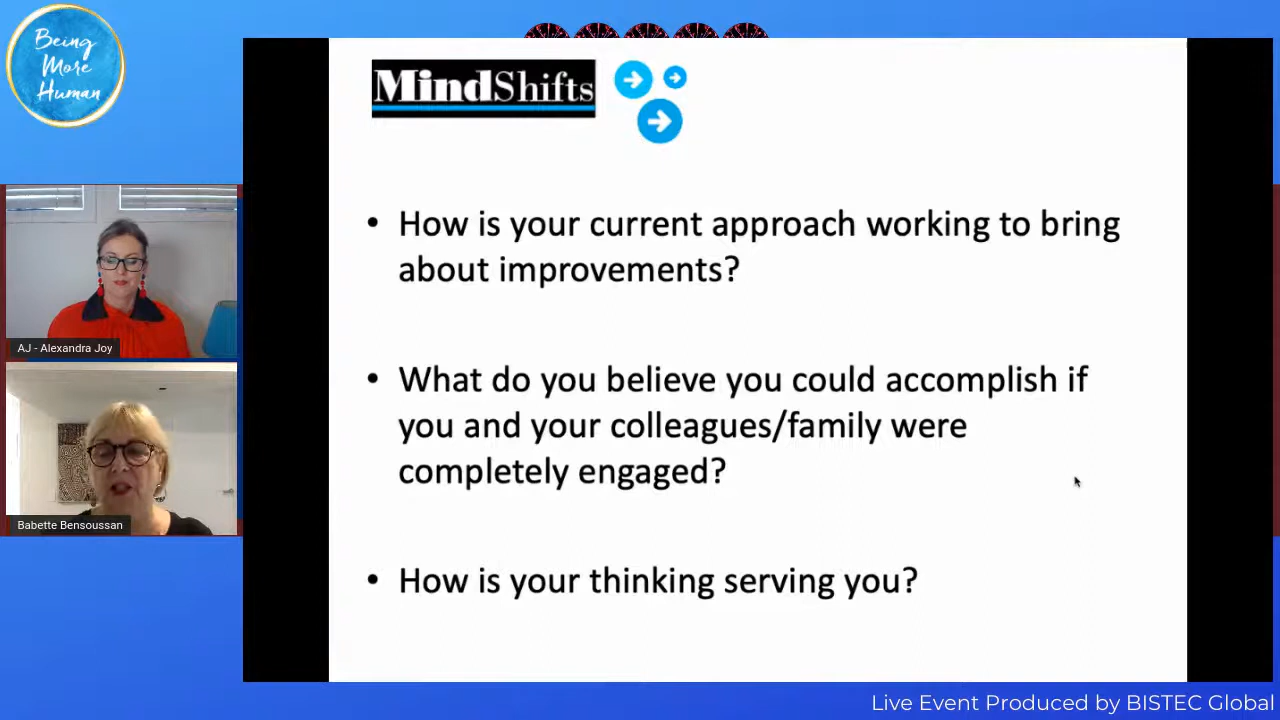 Being
More
Human
MindShifts
• How is your current approach working to bring
about improvements?
• What do you believe you could accomplish if
you and your colleagues/family were
completely engaged?
• How is your thinking serving you?
AJ - Alexandra Joy
Babette Bensoussan
Live Event Produced by BISTEC Global